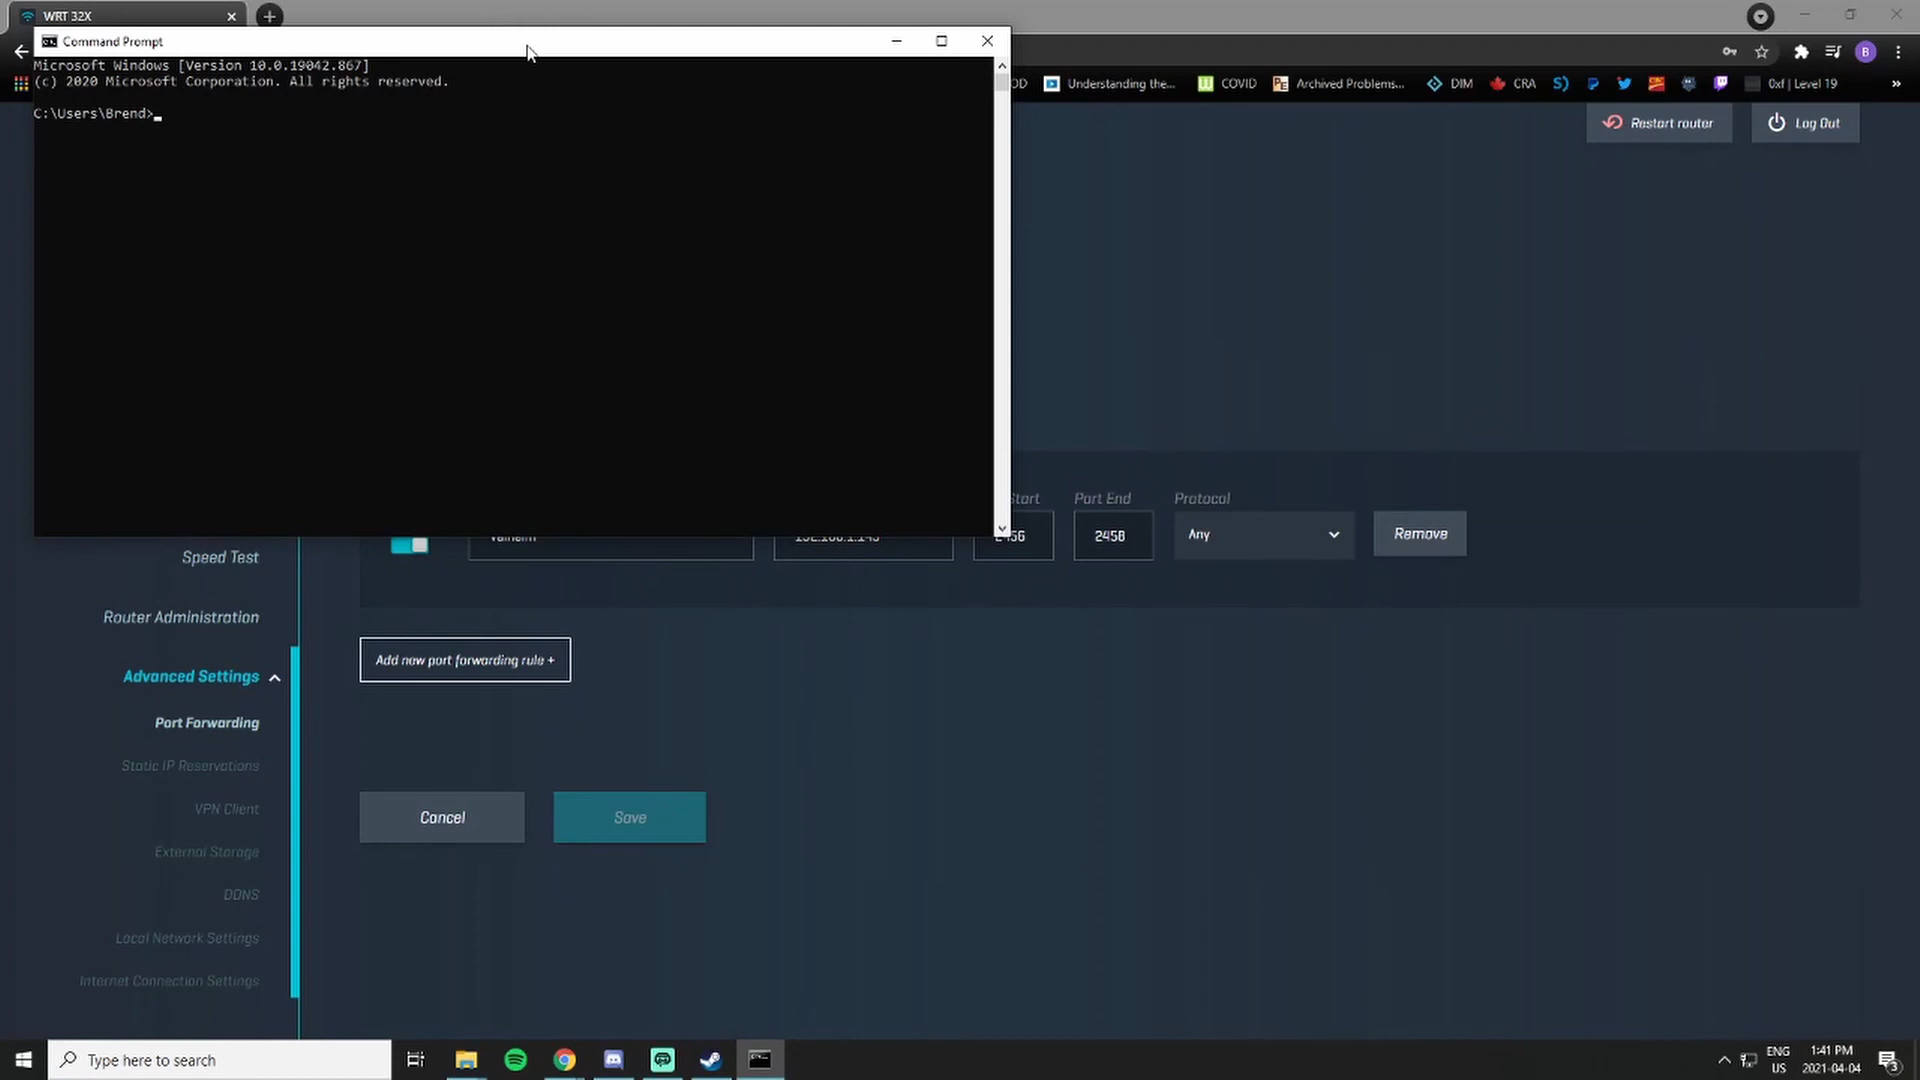 WRT 32X
Command Prompt
Microsoft Windows [Version 10.0.19042.867]
(c) 2020 Microsoft Corporation. All rights reserved.
C:\Users\Brend>
OD
Understanding the...
COVID
Archived Problems...
DIM
CRA
0xf | Level 19
B
Restart router
Log Out
Start
Port End
Protocol
2458
Any
Remove
Speed Test
Router Administration
Add new port forwarding rule +
Advanced Settings
Port Forwarding
Static IP Reservations
VPN Client
Cancel
Save
External Storage
DDNS
Local Network Settings
Internet Connection Settings
Type here to search
ENG
US
1:41 PM
2021-04-04
3